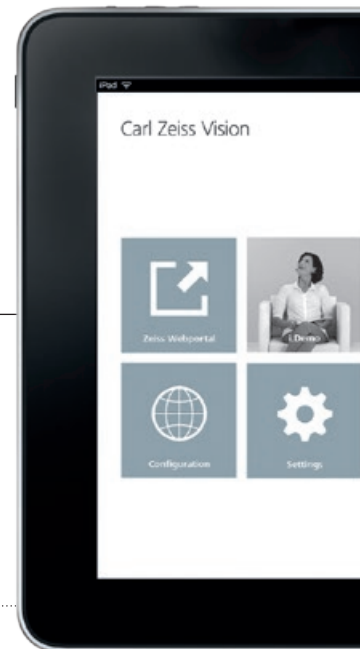 iPad
Carl Zeiss Vision
Zeiss Webportal
i.Demo
Configuration
Settings